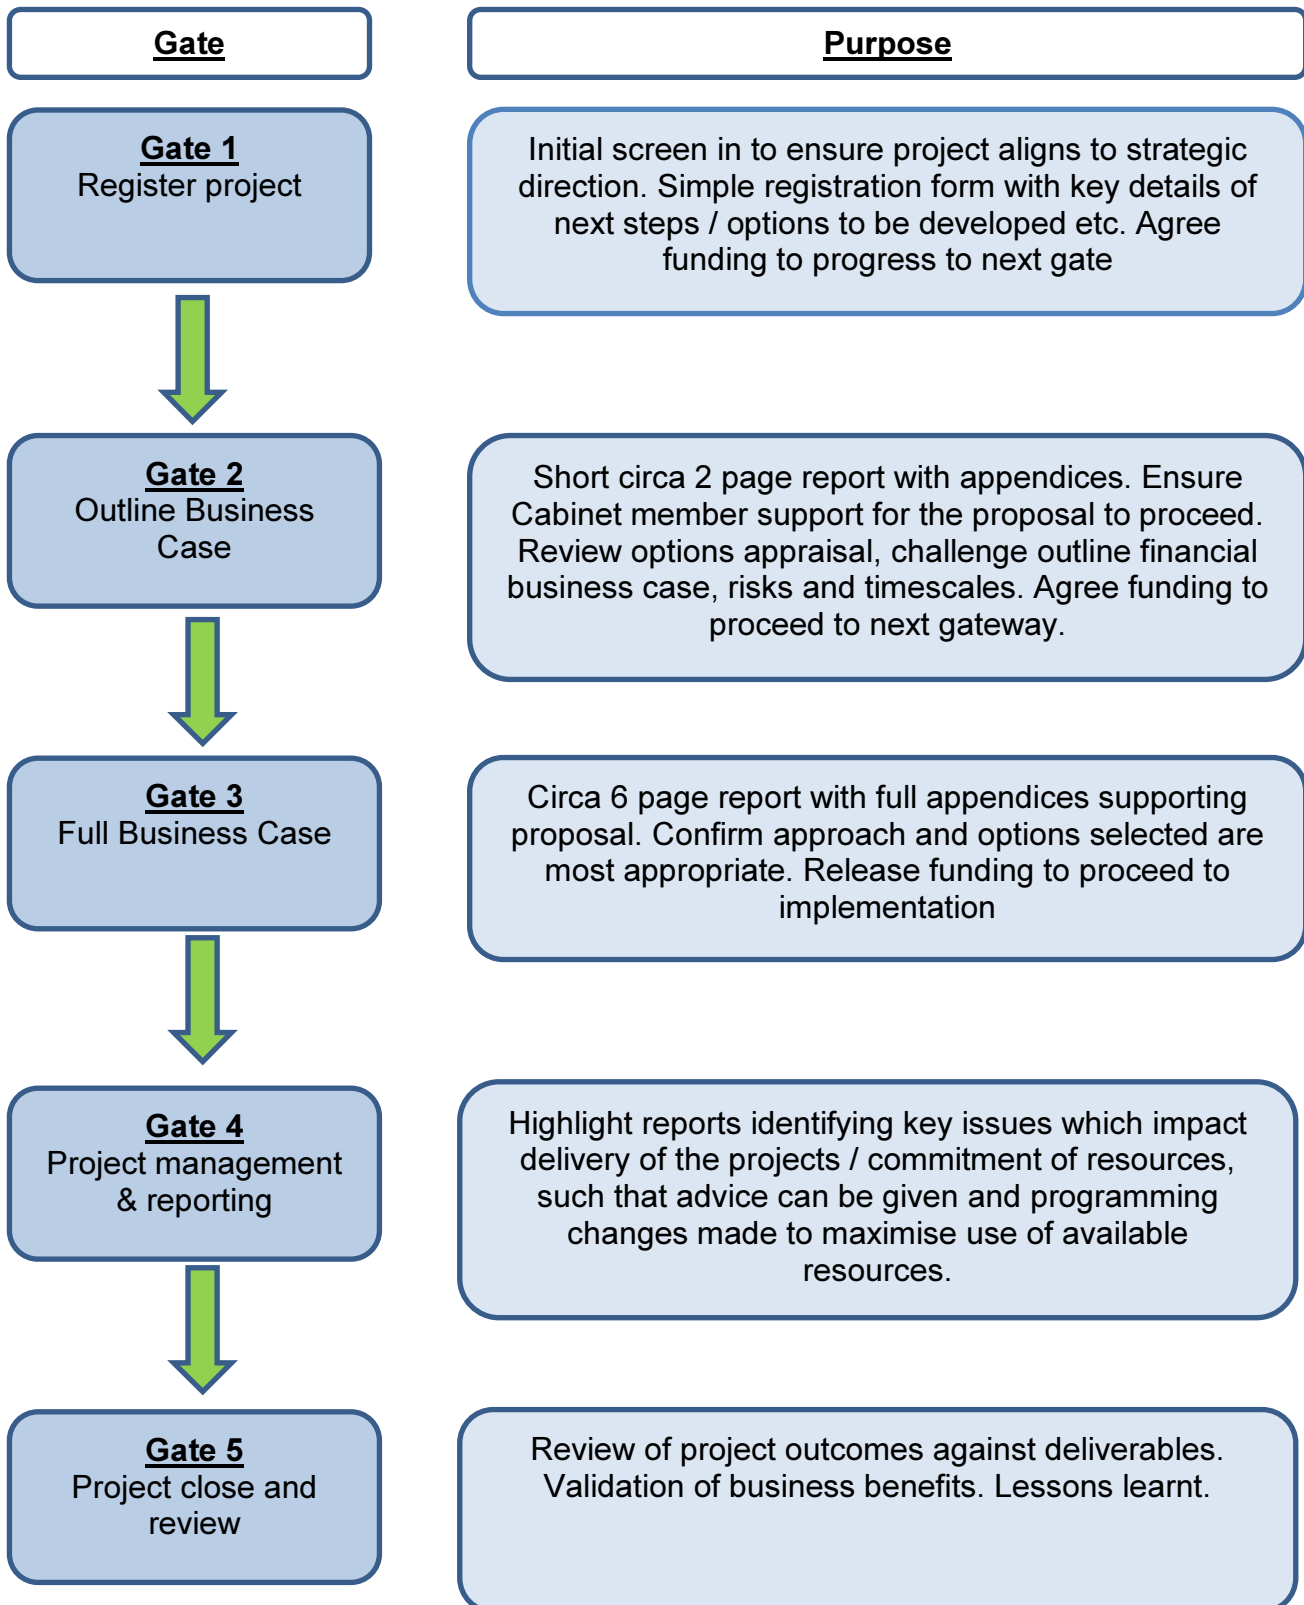 Gate
Purpose
Gate 1
Register project
Initial screen in to ensure project aligns to strategic
direction. Simple registration form with key details of
next steps / options to be developed etc. Agree
funding to progress to next gate
Gate 2
Outline Business
Case
Short circa 2 page report with appendices. Ensure
Cabinet member support for the proposal to proceed.
Review options appraisal, challenge outline financial
business case, risks and timescales. Agree funding to
proceed to next gateway.
Gate 3
Full Business Case
Circa 6 page report with full appendices supporting
proposal. Confirm approach and options selected are
most appropriate. Release funding to proceed to
implementation
Gate 4
Project management
& reporting
Highlight reports identifying key issues which impact
delivery of the projects / commitment of resources,
such that advice can be given and programming
changes made to maximise use of available
resources.
Gate 5
Project close and
review
Review of project outcomes against deliverables.
Validation of business benefits. Lessons learnt.